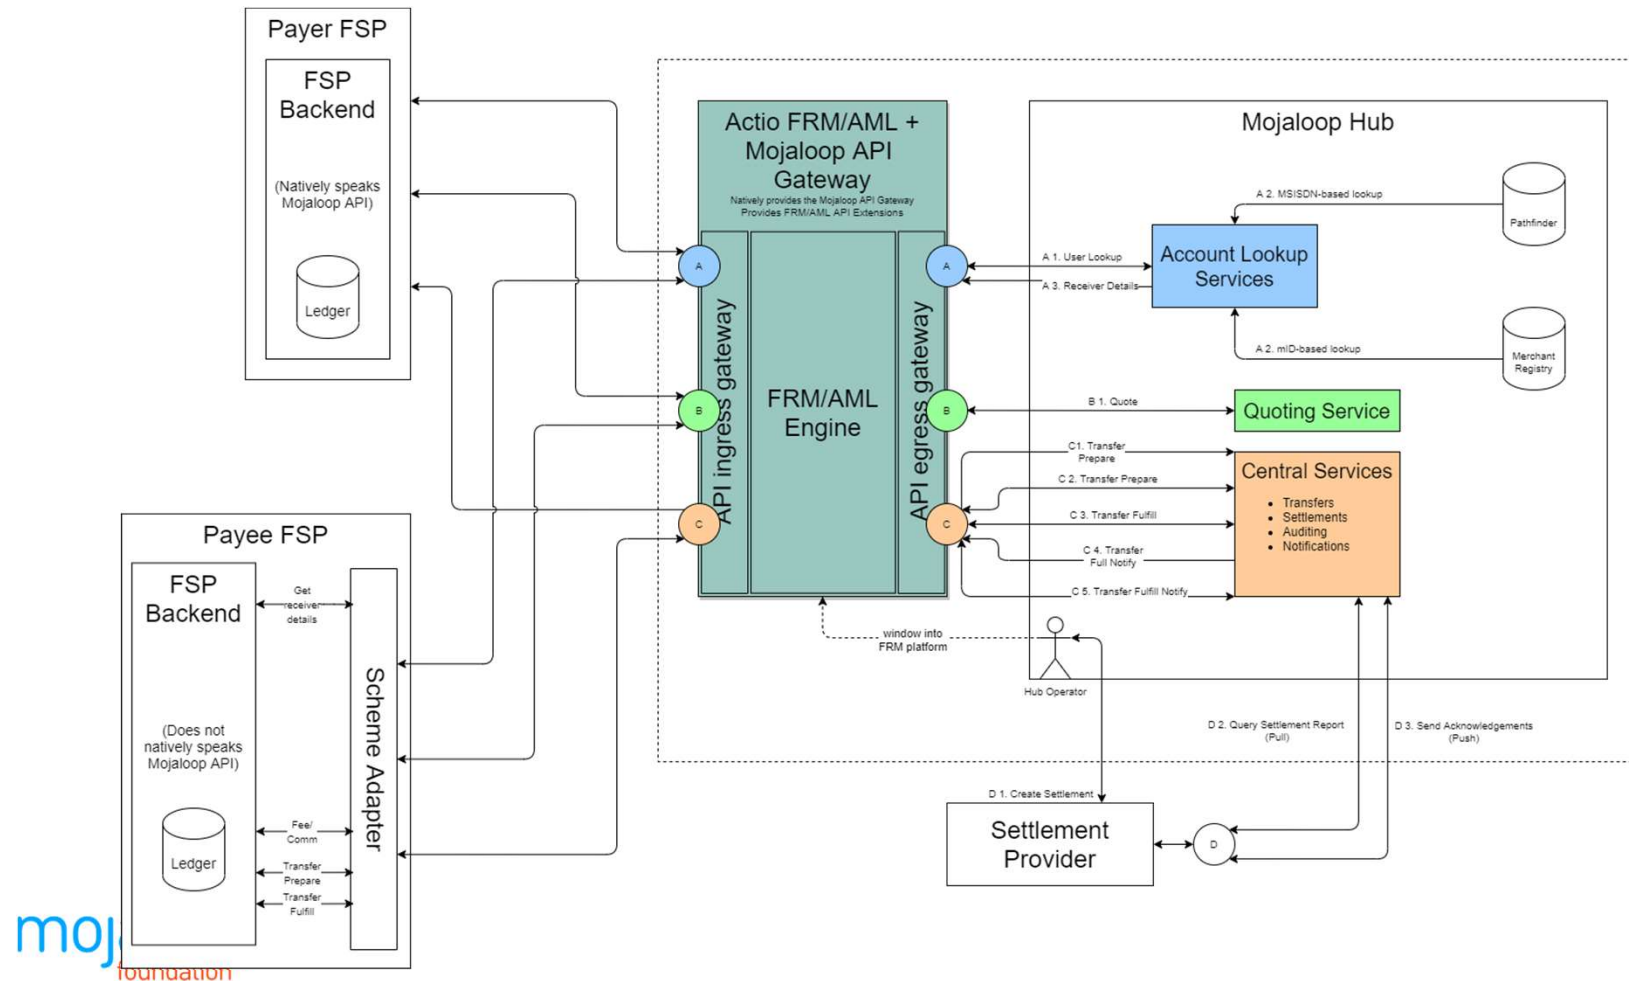 Payer FSP
FSP
Backend
(Natively speaks
Mojaloop API)
Ledger
Payee FSP
FSP
Backend
(Does not
natively speaks
Mojaloop API)
Ledger
Get
receiver
details
Fee/
Comm
Transfer
Prepare
Transfer
Fulfill
Scheme Adapter
Actio FRM/AML +
Mojaloop API
Gateway
Natively provides the Mojaloop API Gateway
Provides FRM/AML API Extensions
A
B
C
API ingress gateway
FRM/AML
Engine
API egress gateway
A
B
C
Mojaloop Hub
A 2. MSISDN-based lookup
Pathfinder
A 1. User Lookup
A 3. Receiver Details
Account Lookup
Services
A 2. mID-based lookup
Merchant
Registry
B 1. Quote
Quoting Service
C1. Transfer
Prepare
C 2. Transfer Prepare
C 3. Transfer Fulfill
C 4. Transfer
Full Notify
C 5. Transfer Fulfill Notify
Central Services
• Transfers
• Settlements
• Auditing
• Notifications
window into
FRM platform
Hub Operator
D 2. Query Settlement Report
(Pull)
D 3. Send Acknowledgements
(Push)
D 1. Create Settlement
Settlement
Provider
D
moj
foundation